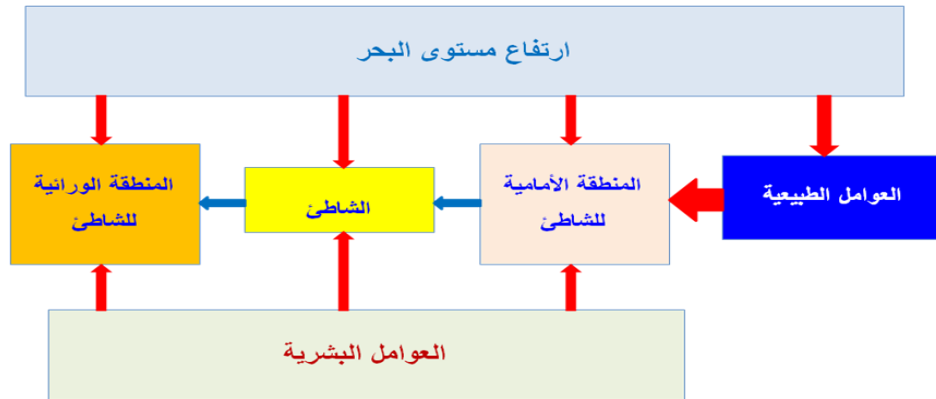 ارتفاع مستوى البحر
العوامل الطبيعية
المنطقة الأمامية
للشاطئ
الشاطئ
المنطقة الورائية
للشاطئ
العوامل البشرية